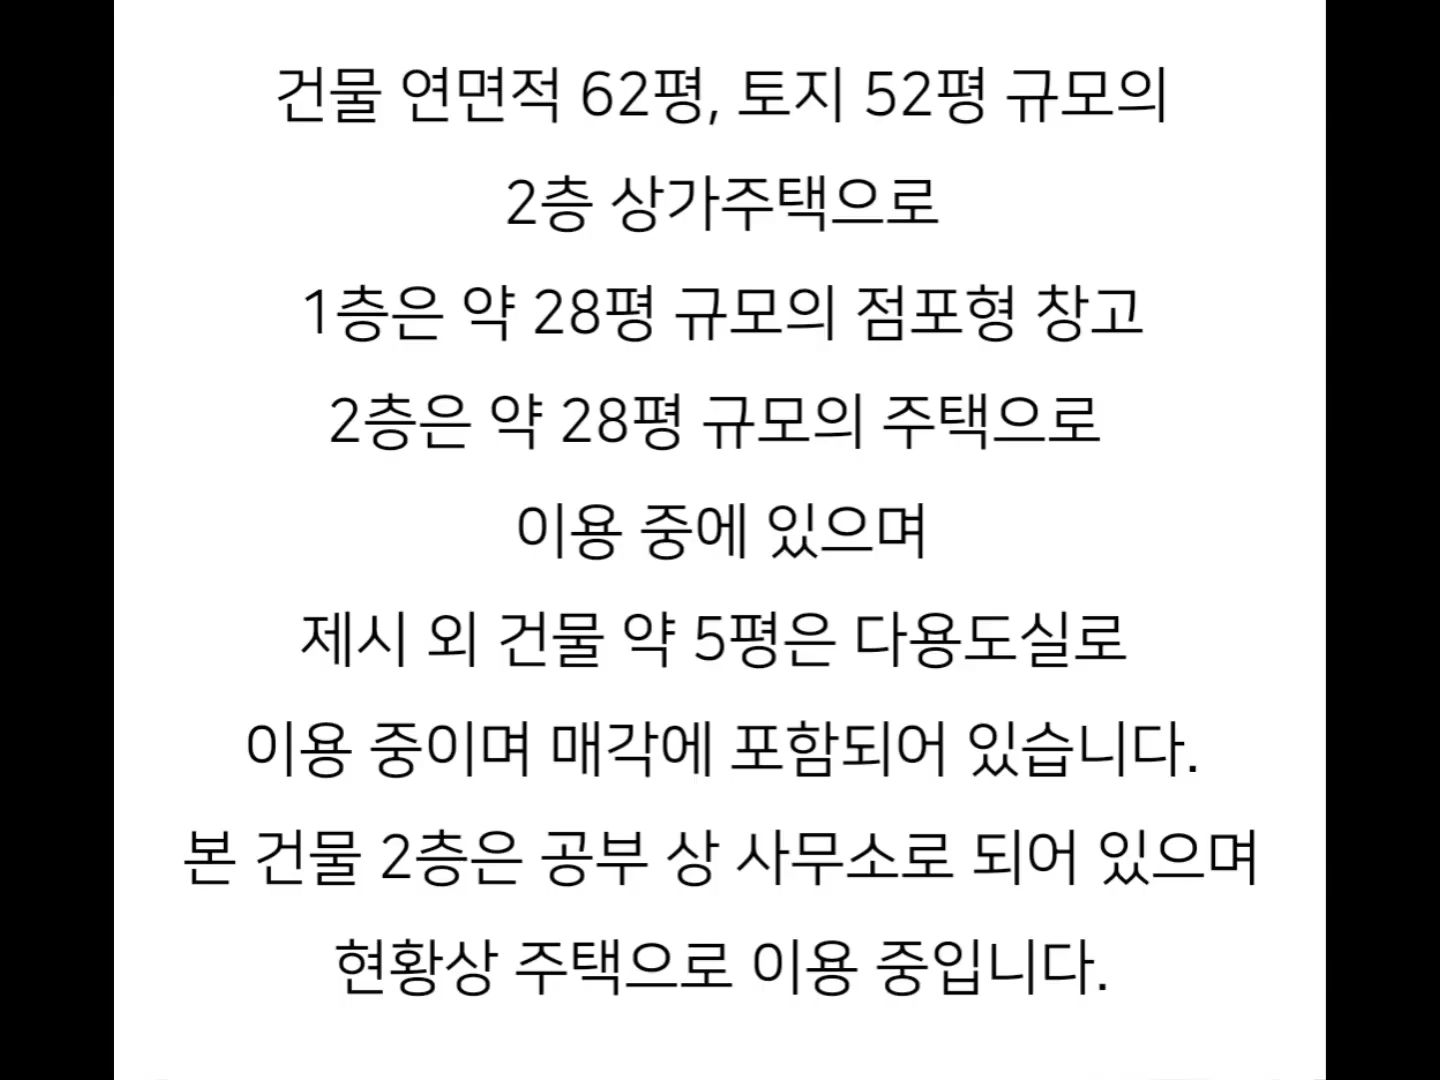 건물 연면적 62평, 토지 52평 규모의
2층 상가주택으로
1층은 약 28평 규모의 점포형 창고
2층은 약 28평 규모의 주택으로
이용 중에 있으며
제시 외 건물 약 5평은 다용도실로
이용 중이며 매각에 포함되어 있습니다.
본 건물 2층은 공부 상 사무소로 되어 있으며
현황상 주택으로 이용 중입니다.